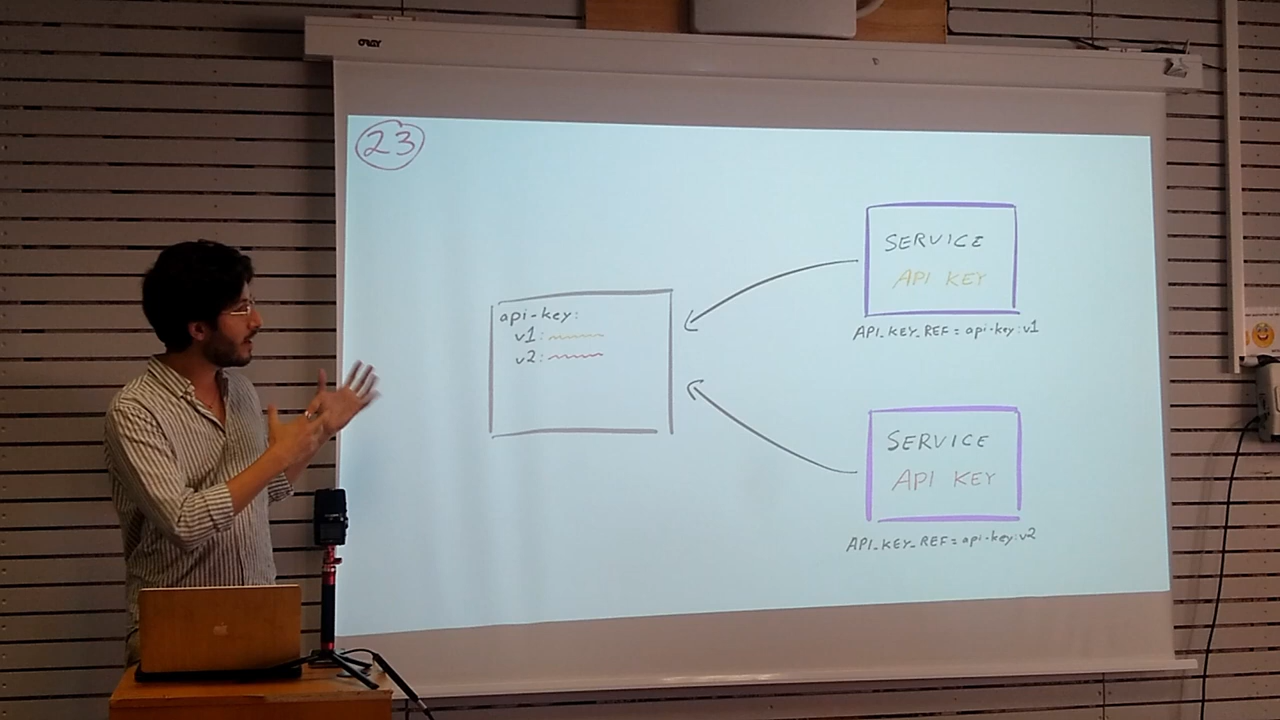 ORAY
23
SERVICE
API KEY
API_KEY_REF = api-key:v1
api-key:
v1:
v2:
SERVICE
API KEY
API_KEY_REF = api-key:v2